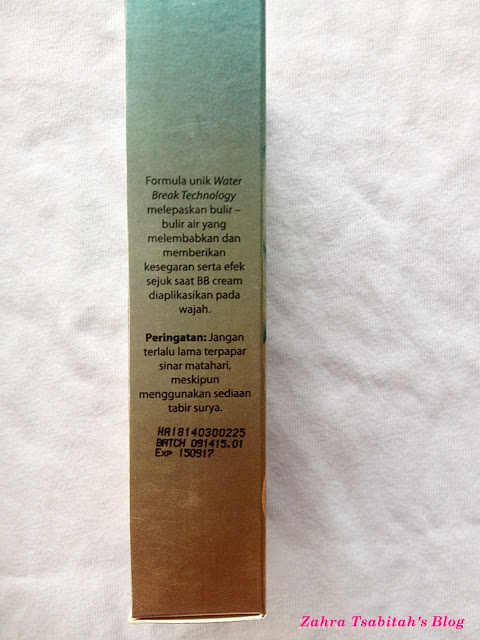 Formula unik Water
Break Technology
melepaskan bulir –
bulir air yang
melembabkan dan
memberikan
kesegaran serta efek
sejuk saat BB cream
diaplikasikan pada
wajah.
Peringatan: Jangan
terlalu lama terpapar
sinar matahari,
meskipun
menggunakan sediaan
tabir surya.
NA18140300225
BATCH 091415.01
Exp 150917
Zahra Tsabitah's Blog